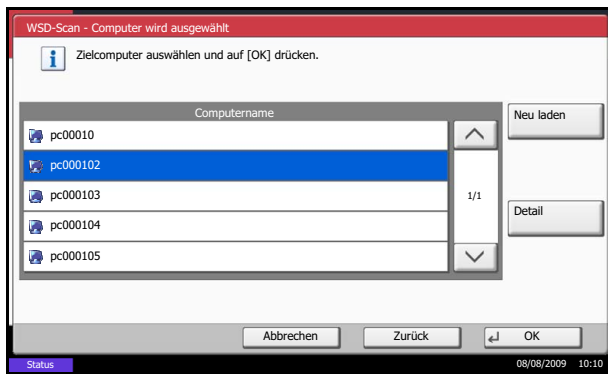 WSD-Scan - Computer wird ausgewählt
Zielcomputer auswählen und auf [OK] drücken.
Computername
Neu laden
pc00010
pc000102
pc000103
1/1
Detail
pc000104
pc000105
Abbrechen
Zurück
OK
Status
08/08/2009 10:10